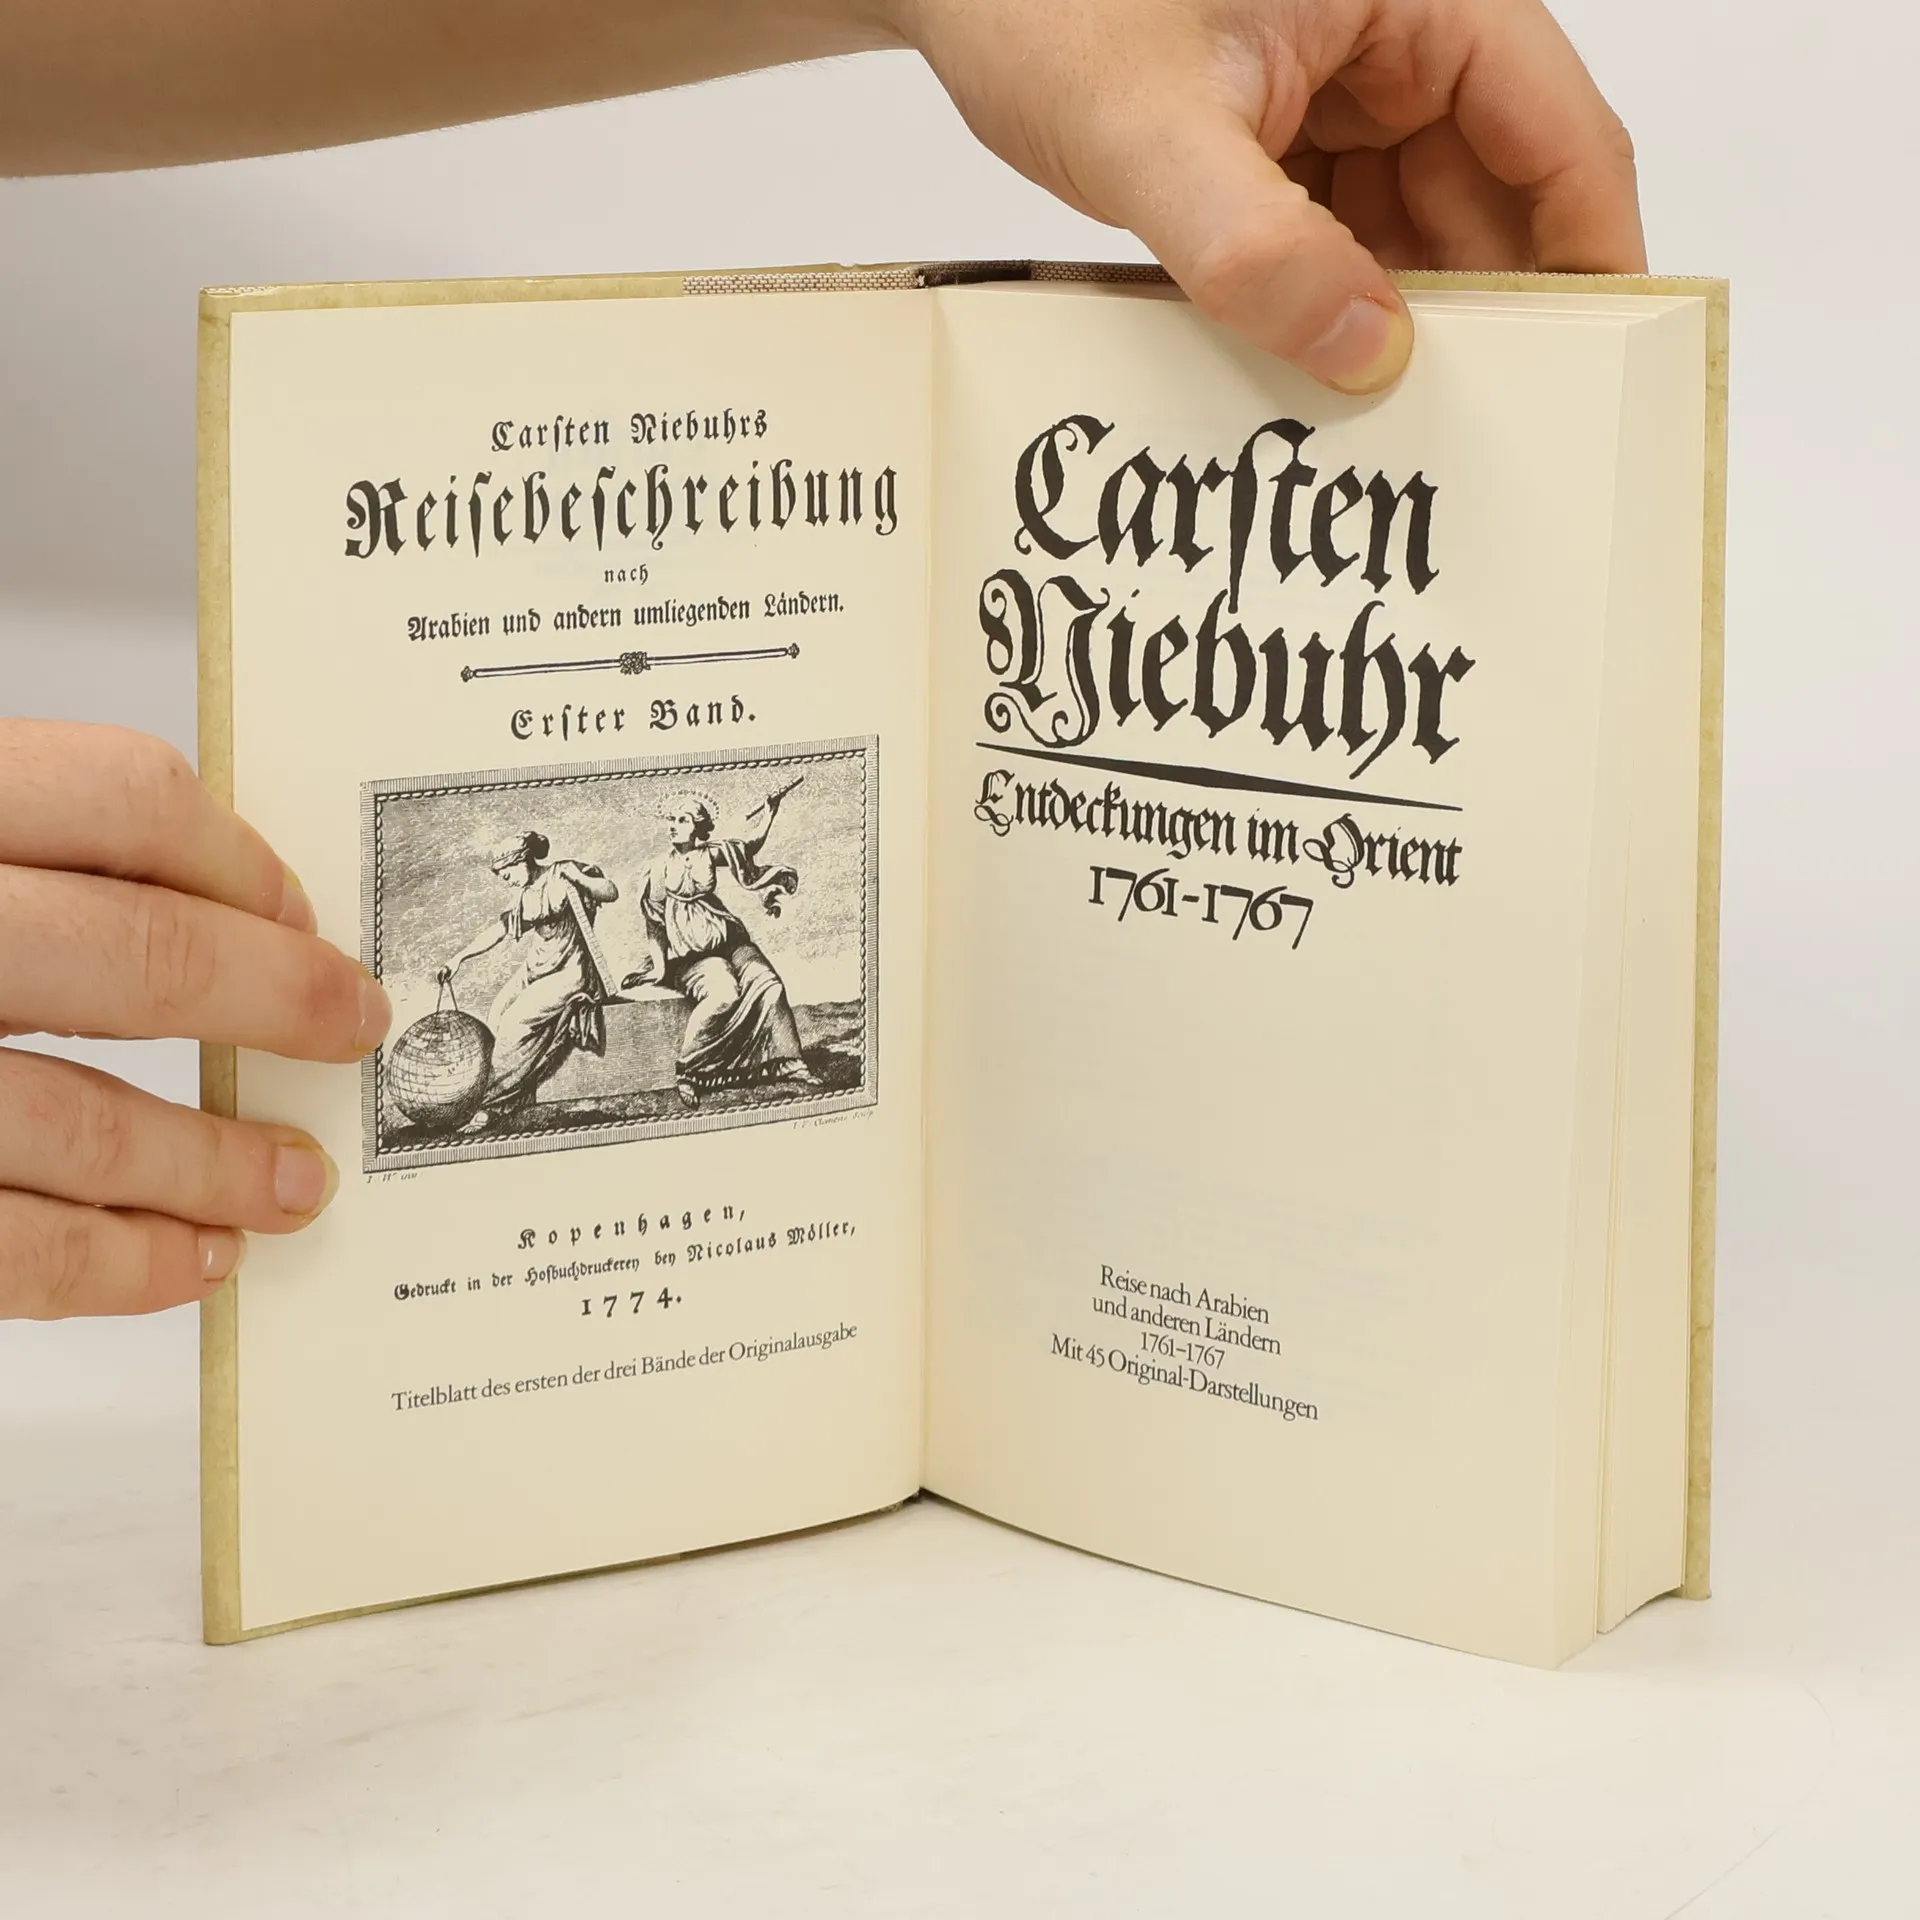 Carſten Niebuhrs
Reiſebeſchreibung
nach
Arabien und andern umliegenden Ländern.
Erſter Band.
Kopenhagen,
Gedruckt in der Hofbuchdruckerey bey Nicolaus Möller,
1774.
Titelblatt des ersten der drei Bände der Originalausgabe
Carſten
Niebuhr
Entdeckungen im Orient
1761-1767
Reise nach Arabien
und anderen Ländern
1761–1767
Mit 45 Original-Darstellungen